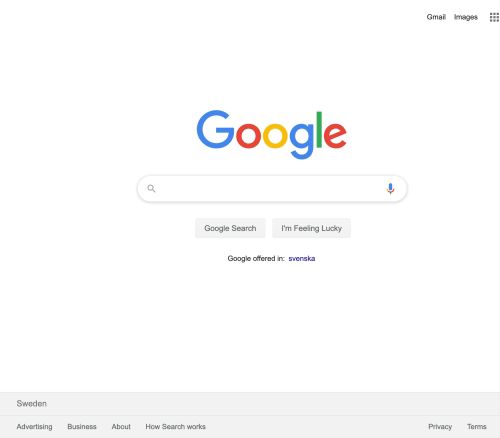 Gmail Images
Google
Google Search I'm Feeling Lucky
Google offered in: svenska
Sweden
Advertising Business About How Search works Privacy Terms